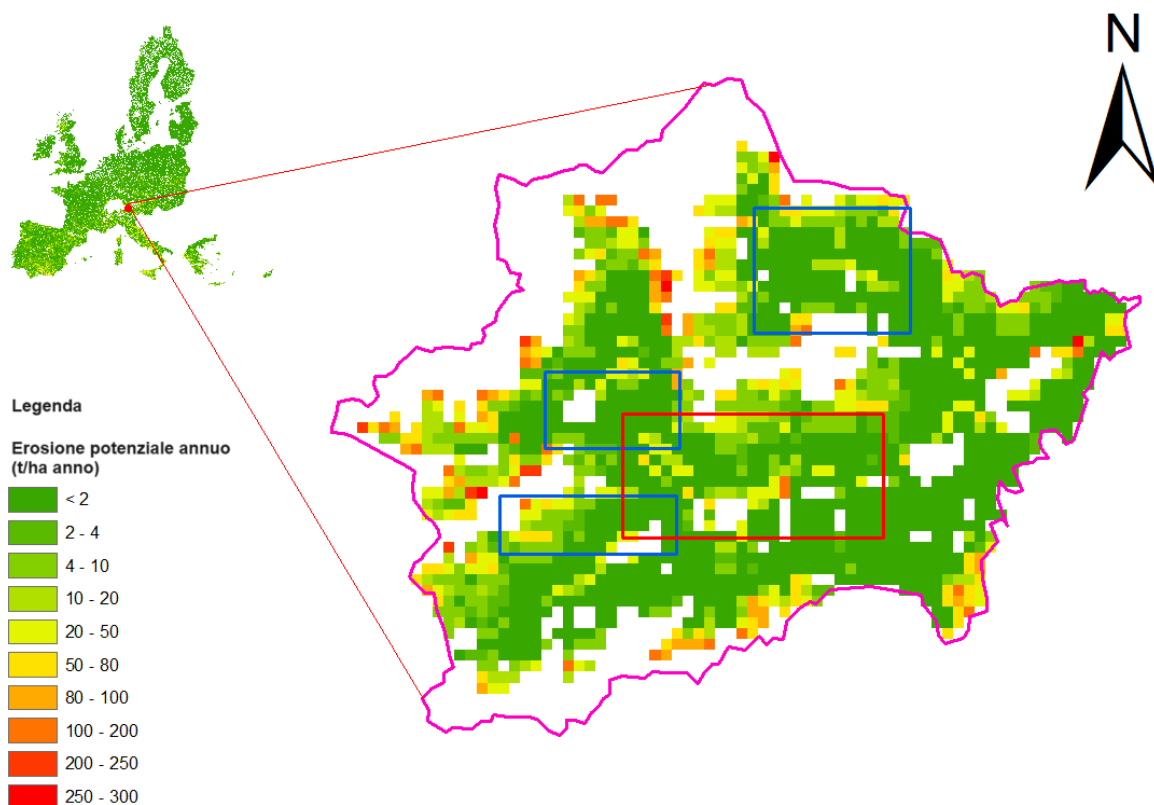 N
Legenda
Erosione potenziale annuo
(t/ha anno)
< 2
2 - 4
4 - 10
10 - 20
20 - 50
50 - 80
80 - 100
100 - 200
200 - 250
250 - 300